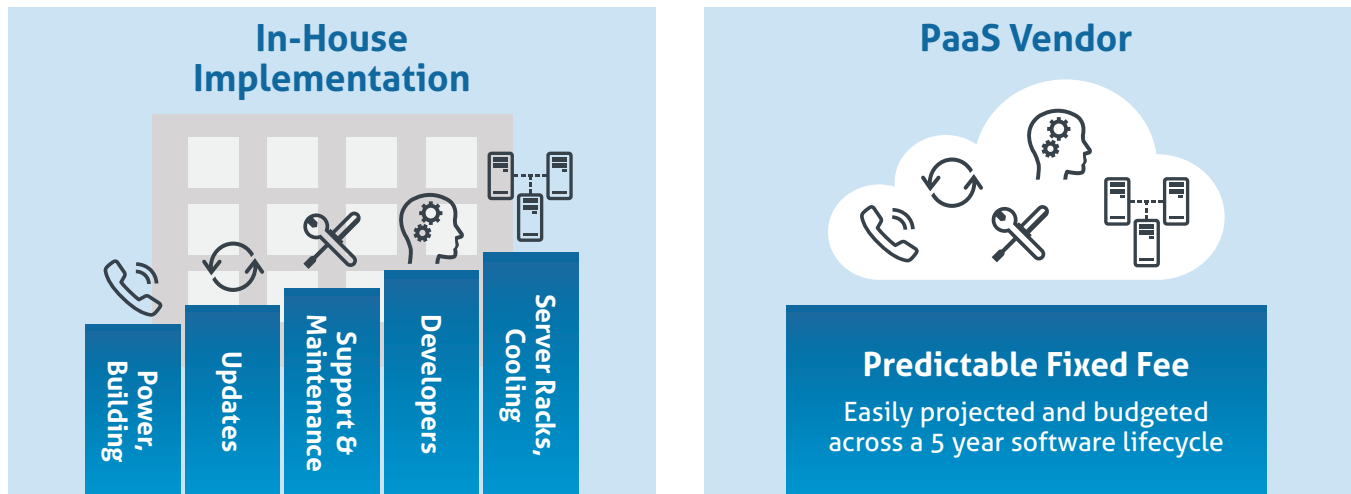 In-House
Implementation
Power,
Building
Updates
Support &
Maintenance
Developers
Server Racks,
Cooling
PaaS Vendor
Predictable Fixed Fee
Easily projected and budgeted
across a 5 year software lifecycle